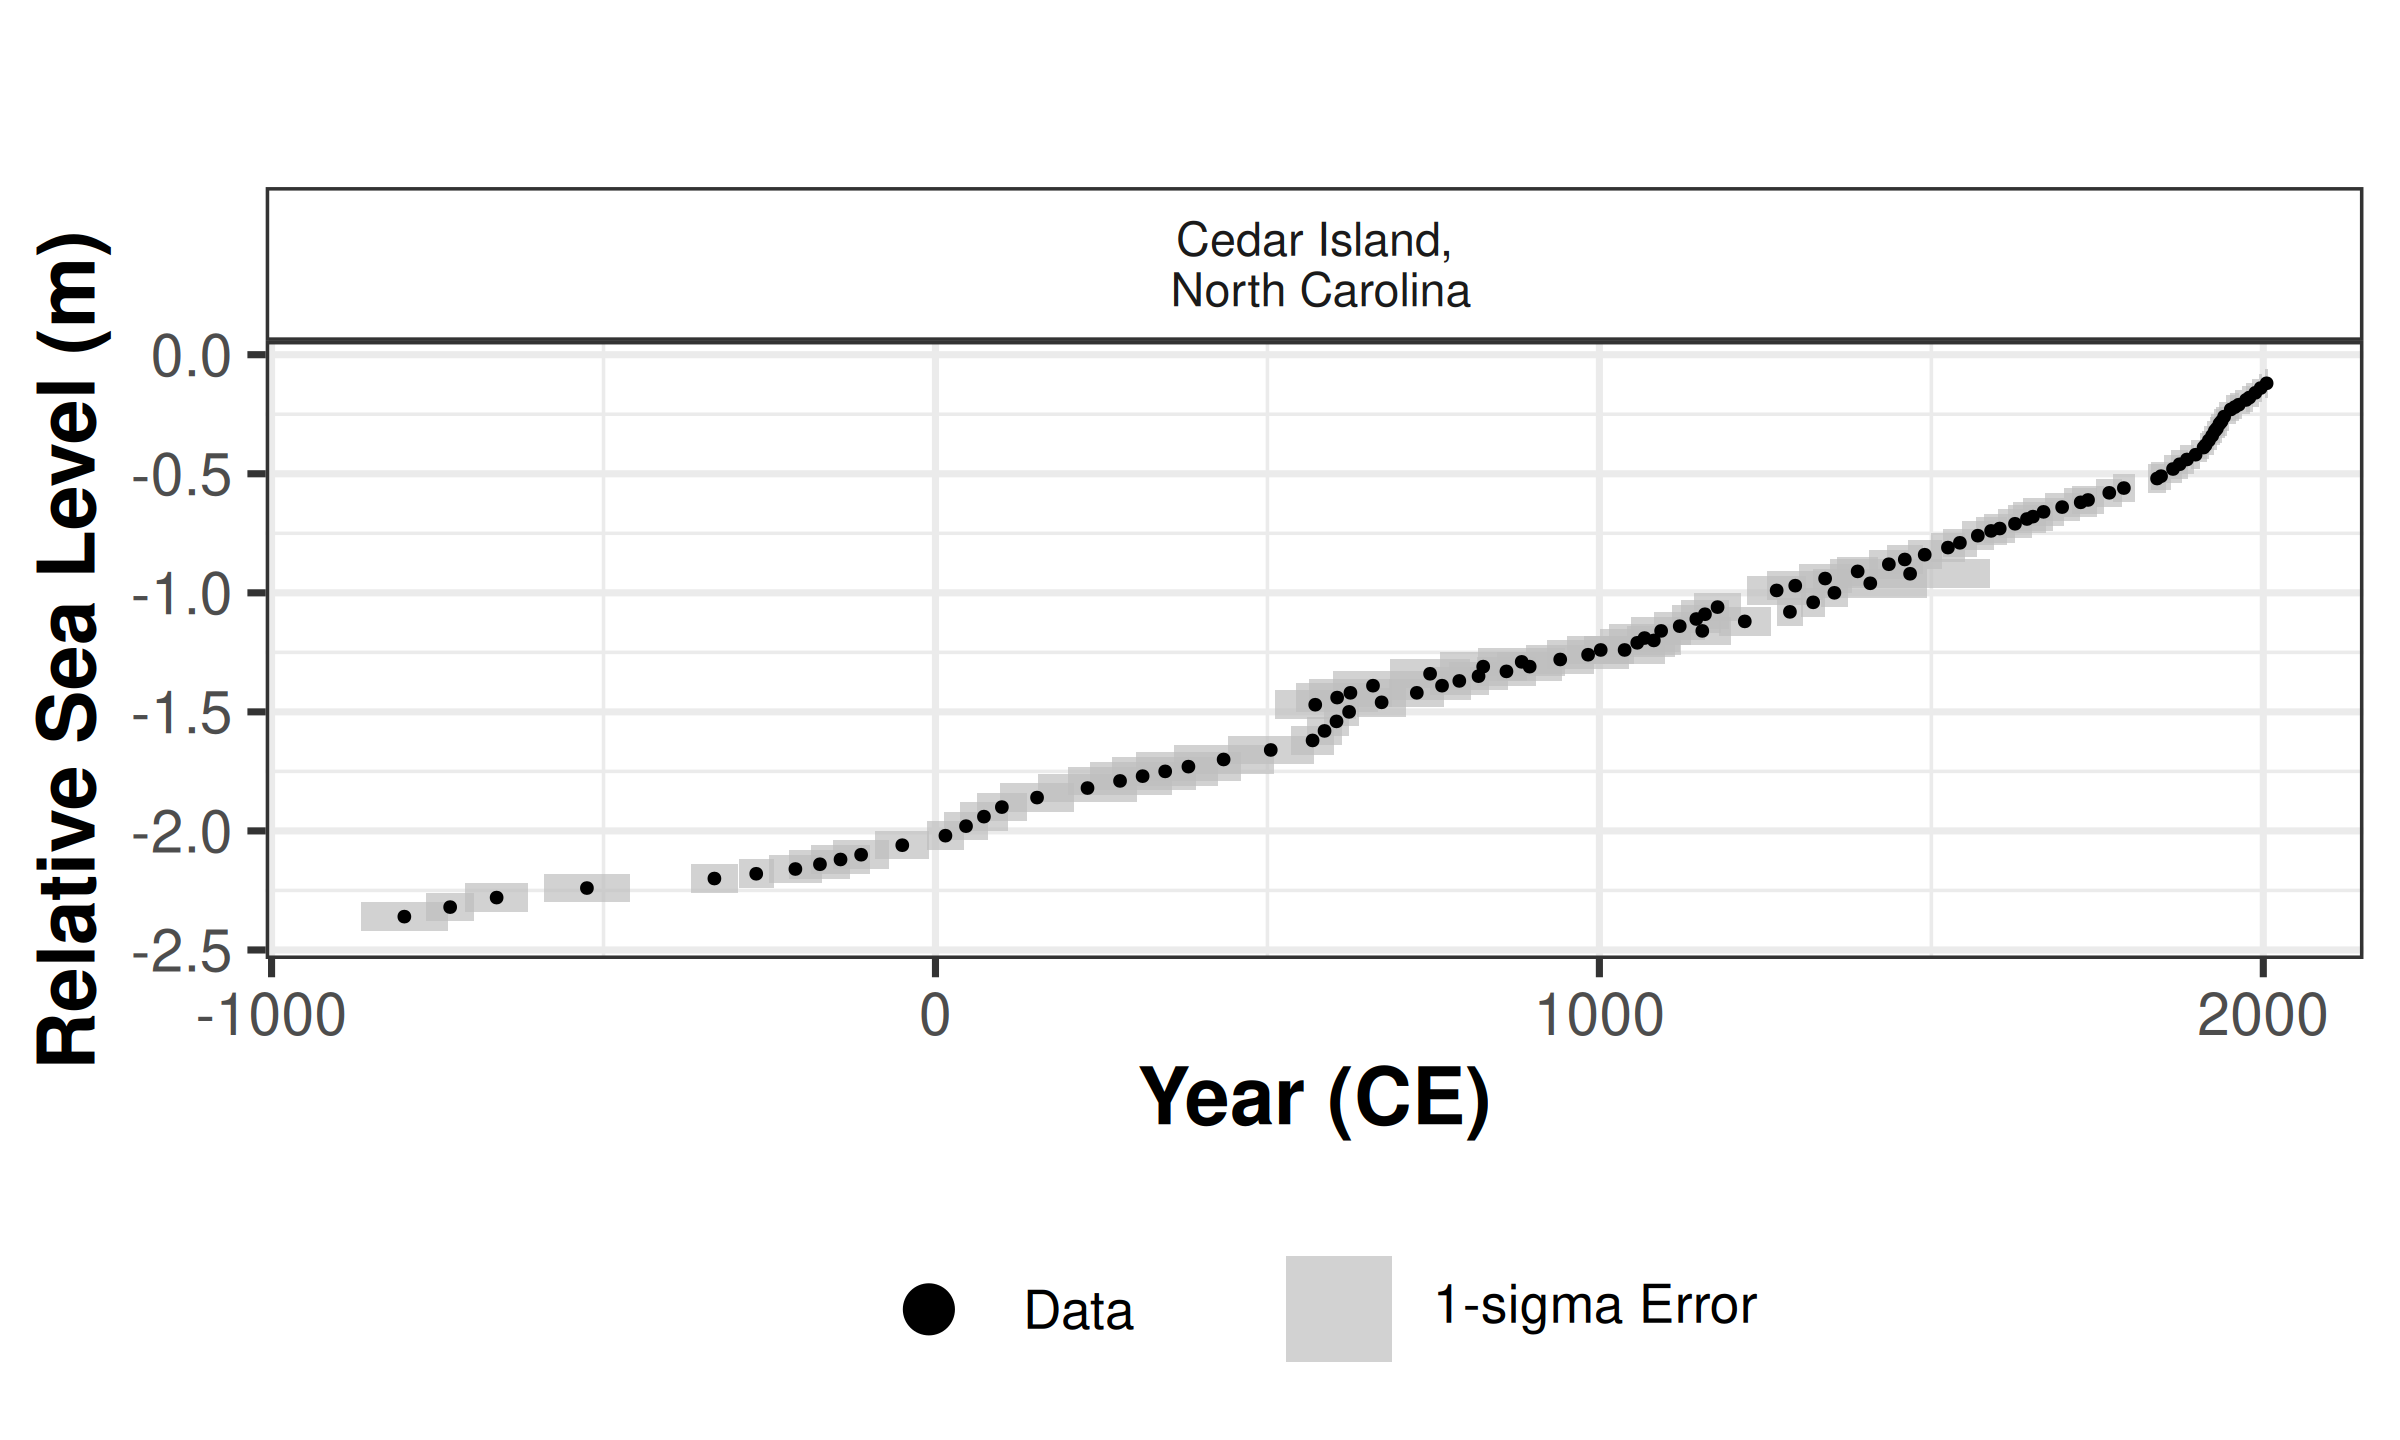 Cedar Island,
North Carolina
Relative Sea Level (m)
0.0
-0.5
-1.0
-1.5
-2.0
-2.5
-1000 0 1000 2000
Year (CE)
Data 1-sigma Error